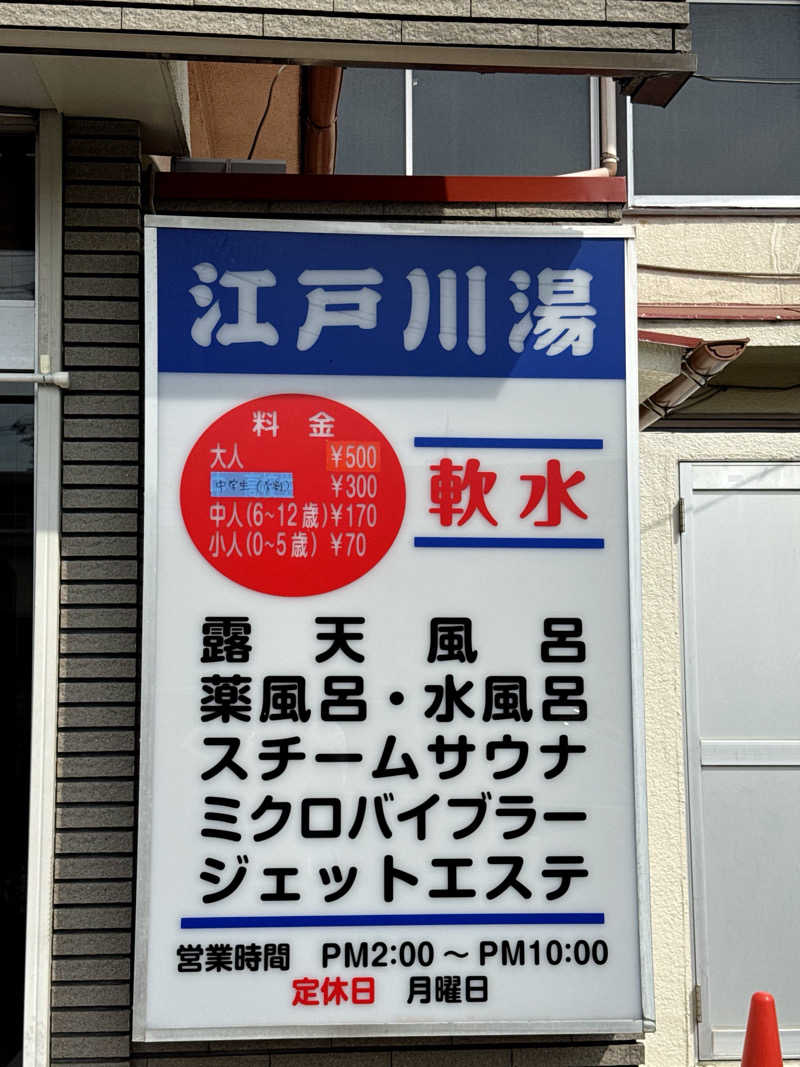 江戸川湯
料金
大人 ¥500
中学生 ¥300
中人(6~12歳)¥170
小人(0~5歳) ¥70
軟水
露天風呂
薬風呂・水風呂
スチームサウナ
ミクロバイブラー
ジェットエステ
営業時間 PM2:00～PM10:00
定休日 月曜日